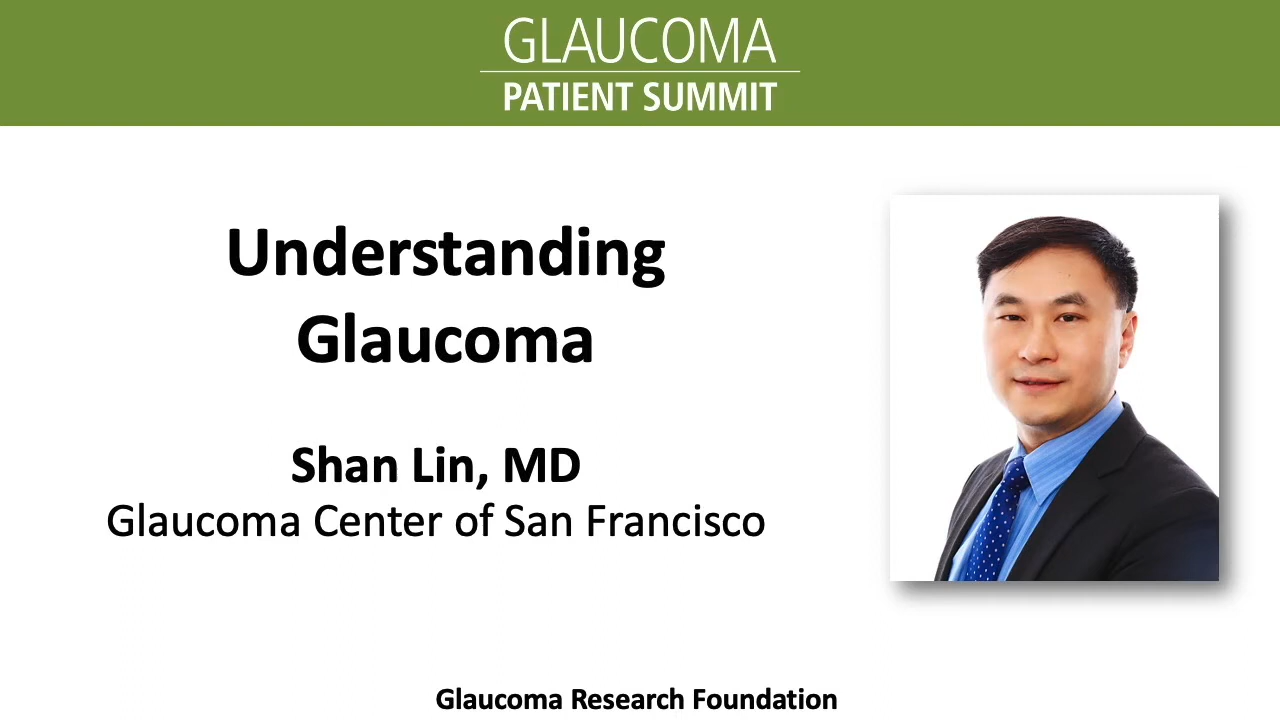 GLAUCOMA
PATIENT SUMMIT
Understanding
Glaucoma
Shan Lin, MD
Glaucoma Center of San Francisco
Glaucoma Research Foundation